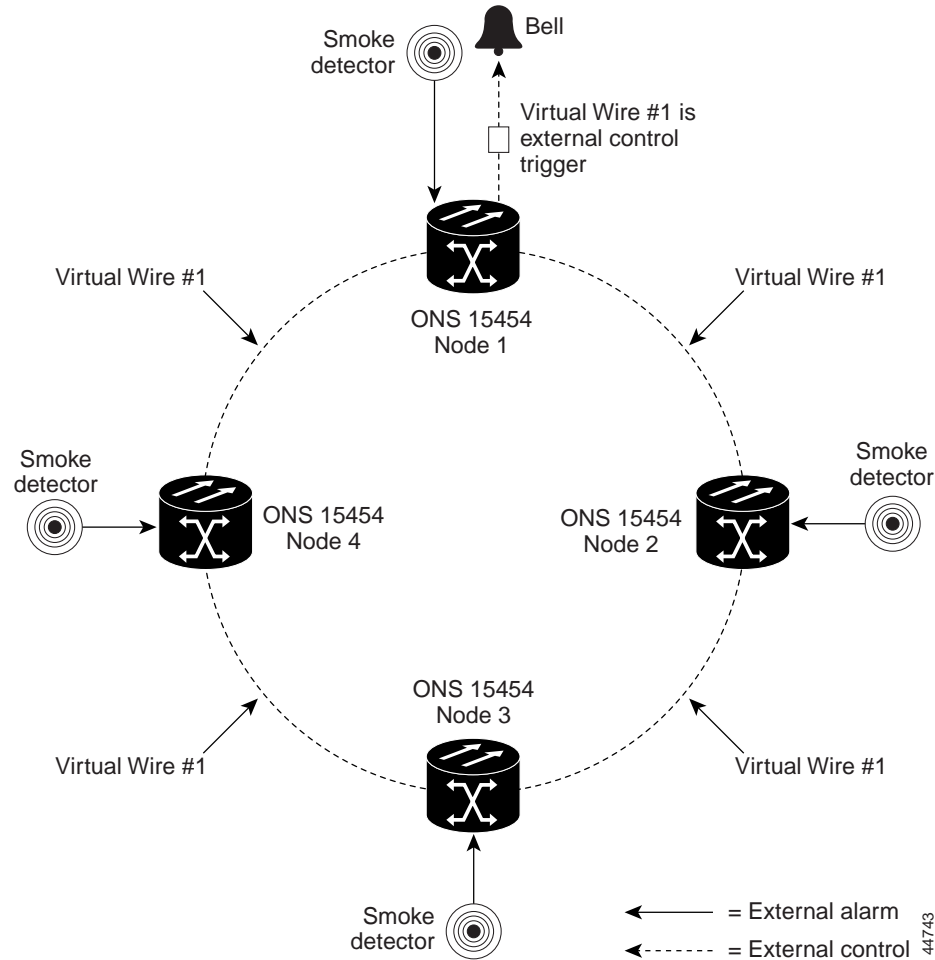 Smoke
detector
Bell
Virtual Wire #1 is
external control
trigger
Virtual Wire #1
Virtual Wire #1
ONS 15454
Node 1
Smoke
detector
ONS 15454
Node 4
ONS 15454
Node 2
Smoke
detector
ONS 15454
Node 3
Virtual Wire #1
Virtual Wire #1
Smoke
detector
= External alarm
= External control
44743